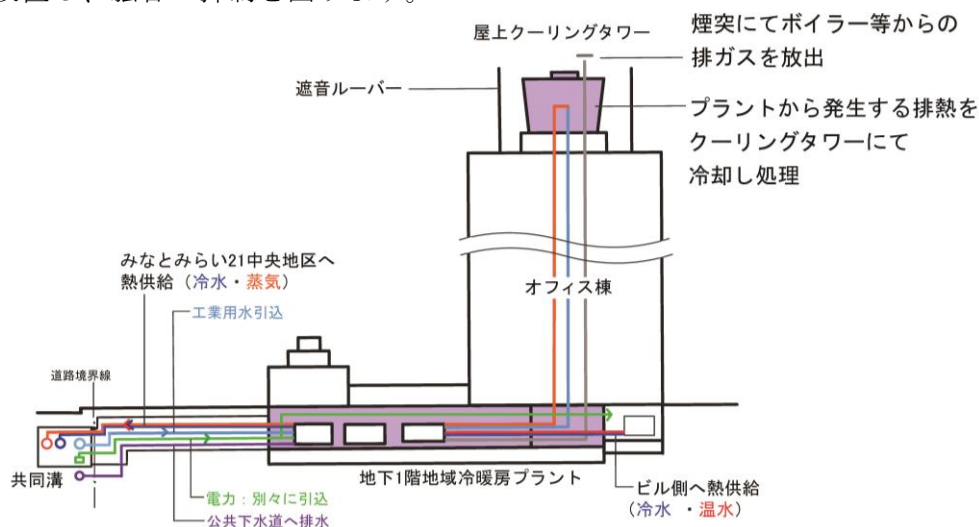 屋上クーリングタワー
煙突にてボイラー等からの
排ガスを放出
遮音ルーバー
プラントから発生する排熱を
クーリングタワーにて
冷却し処理
みなとみらい21中央地区へ
熱供給（冷水・蒸気）
オフィス棟
工業用水引込
道路境界線
共同溝
地下1階地域冷暖房プラント
電力：別々に引込
公共下水道へ排水
ビル側へ熱供給
（冷水 ・温水）